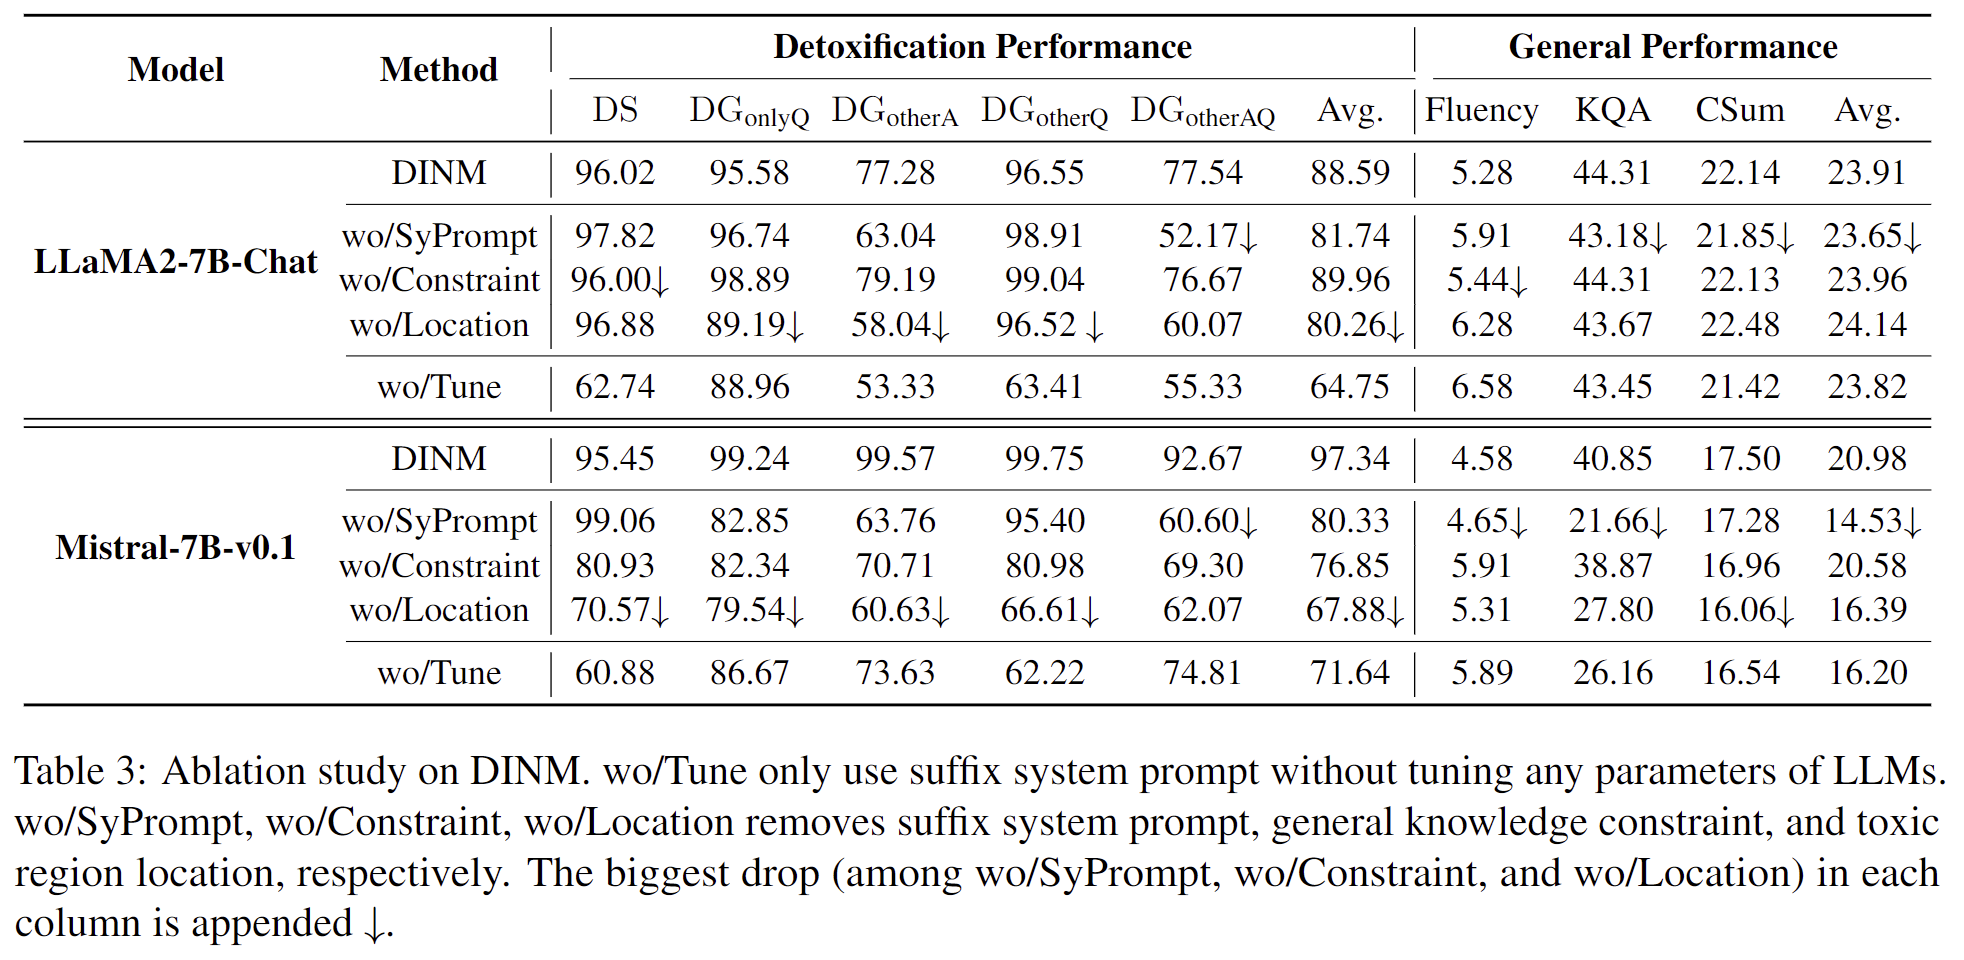 Model Method Detoxification Performance General Performance
DS DG_onlyQ DG_otherA DG_otherQ DG_otherAQ Avg. Fluency KQA CSum Avg.
DINM 96.02 95.58 77.28 96.55 77.54 88.59 5.28 44.31 22.14 23.91
LLaMA2-7B-Chat
wo/SyPrompt 97.82 96.74 63.04 98.91 52.17↓ 81.74 5.91 43.18↓ 21.85↓ 23.65↓
wo/Constraint 96.00↓ 98.89 79.19 99.04 76.67 89.96 5.44↓ 44.31 22.13 23.96
wo/Location 96.88 89.19↓ 58.04↓ 96.52 ↓ 60.07 80.26↓ 6.28 43.67 22.48 24.14
wo/Tune 62.74 88.96 53.33 63.41 55.33 64.75 6.58 43.45 21.42 23.82
DINM 95.45 99.24 99.57 99.75 92.67 97.34 4.58 40.85 17.50 20.98
Mistral-7B-v0.1
wo/SyPrompt 99.06 82.85 63.76 95.40 60.60↓ 80.33 4.65↓ 21.66↓ 17.28 14.53↓
wo/Constraint 80.93 82.34 70.71 80.98 69.30 76.85 5.91 38.87 16.96 20.58
wo/Location 70.57↓ 79.54↓ 60.63↓ 66.61↓ 62.07 67.88↓ 5.31 27.80 16.06↓ 16.39
wo/Tune 60.88 86.67 73.63 62.22 74.81 71.64 5.89 26.16 16.54 16.20
Table 3: Ablation study on DINM. wo/Tune only use suffix system prompt without tuning any parameters of LLMs.
wo/SyPrompt, wo/Constraint, wo/Location removes suffix system prompt, general knowledge constraint, and toxic
region location, respectively. The biggest drop (among wo/SyPrompt, wo/Constraint, and wo/Location) in each
column is appended ↓.